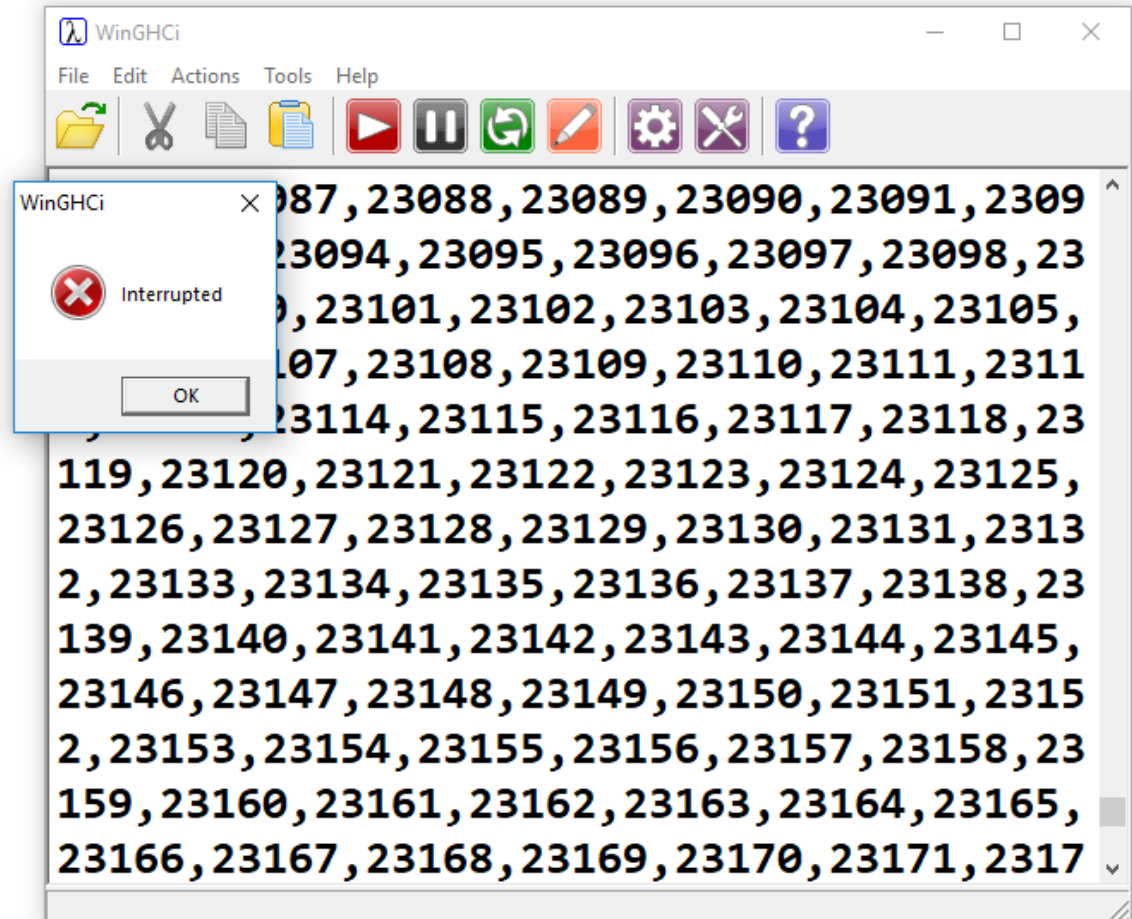 WinGHCi
File Edit Actions Tools Help
087,23088,23089,23090,23091,2309
23094,23095,23096,23097,23098,23
,23101,23102,23103,23104,23105,
107,23108,23109,23110,23111,2311
,23114,23115,23116,23117,23118,23
119,23120,23121,23122,23123,23124,23125,
23126,23127,23128,23129,23130,23131,2313
2,23133,23134,23135,23136,23137,23138,23
139,23140,23141,23142,23143,23144,23145,
23146,23147,23148,23149,23150,23151,2315
2,23153,23154,23155,23156,23157,23158,23
159,23160,23161,23162,23163,23164,23165,
23166,23167,23168,23169,23170,23171,2317
WinGHCi
Interrupted
OK